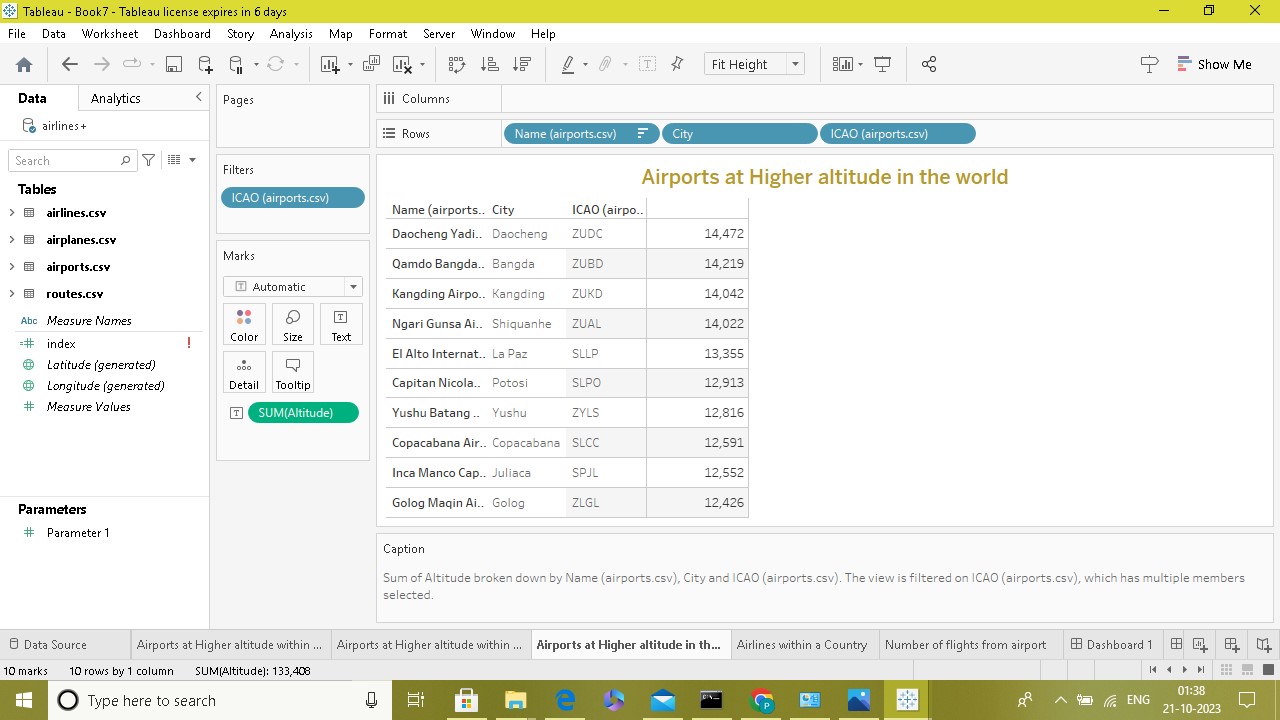 Tableau - Book7 - Tableau license expires in 6 days
File Data Worksheet Dashboard Story Analysis Map Format Server Window Help
Fit Height
Show Me
Data Analytics
airlines+
Search
Tables
airlines.csv
airplanes.csv
airports.csv
routes.csv
Abc Measure Names
index !
Latitude (generated)
Longitude (generated)
Measure Values
Parameters
Parameter 1
Pages
Filters
ICAO (airports.csv)
Marks
T Automatic
Color Size Text
Detail Tooltip
T SUM(Altitude)
Columns
Rows Name (airports.csv) City ICAO (airports.csv)
Airports at Higher altitude in the world
Name (airports.. City ICAO (airpo..
Daocheng Yadi.. Daocheng ZUDC 14,472
Qamdo Bangda.. Bangda ZUBD 14,219
Kangding Airpo.. Kangding ZUKD 14,042
Ngari Gunsa Ai.. Shiquanhe ZUAL 14,022
El Alto Internat.. La Paz SLLP 13,355
Capitan Nicola.. Potosi SLPO 12,913
Yushu Batang .. Yushu ZYLS 12,816
Copacabana Air.. Copacabana SLCC 12,591
Inca Manco Cap.. Juliaca SPJL 12,552
Golog Maqin Ai.. Golog ZLGL 12,426
Caption
Sum of Altitude broken down by Name (airports.csv), City and ICAO (airports.csv). The view is filtered on ICAO (airports.csv), which has multiple members
selected.
Data Source Airports at Higher altitude within ... Airports at Higher altitude within ... Airports at Higher altitude in th... Airlines within a Country Number of flights from airport Dashboard 1
10 marks 10 rows by 1 column SUM(Altitude): 133,408
Type here to search
ENG
01:38
21-10-2023